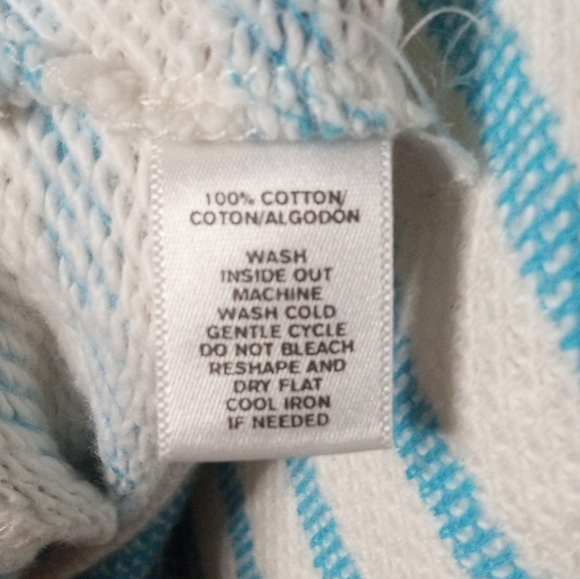 100% COTTON/
COTON/ALGODÓN
WASH
INSIDE OUT
MACHINE
WASH COLD
GENTLE CYCLE
DO NOT BLEACH
RESHAPE AND
DRY FLAT
COOL IRON
IF NEEDED